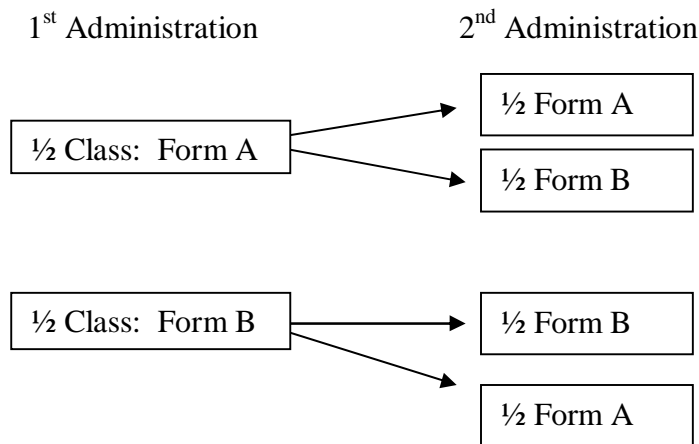 1st Administration 2nd Administration
½ Form A
½ Class: Form A
½ Form B
½ Class: Form B ½ Form B
½ Form A